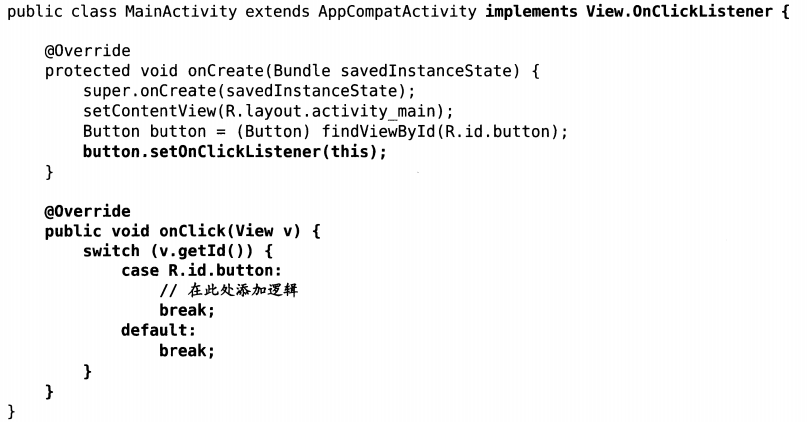 public class MainActivity extends AppCompatActivity implements View.OnClickListener {
@Override
protected void onCreate(Bundle savedInstanceState) {
super.onCreate(savedInstanceState);
setContentView(R.layout.activity_main);
Button button = (Button) findViewById(R.id.button);
button.setOnClickListener(this);
}
@Override
public void onClick(View v) {
switch (v.getId()) {
case R.id.button:
// 在此处添加逻辑
break;
default:
break;
}
}
}